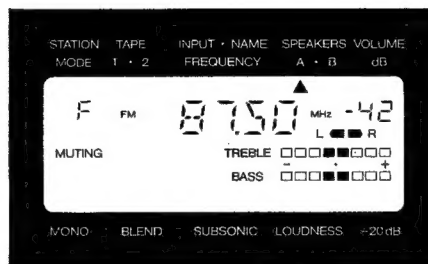 STATION TAPE INPUT · NAME SPEAKERS VOLUME
MODE 1 · 2 FREQUENCY A · B dB
F FM 87.50 MHz -42
L R
MUTING TREBLE
- · +
BASS
MONO BLEND SUBSONIC LOUDNESS -20dB